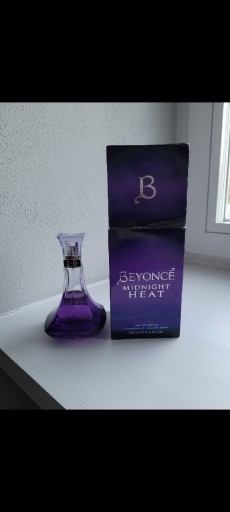 B
BEYONCÉ
MIDNIGHT
HEAT
EAU DE PARFUM